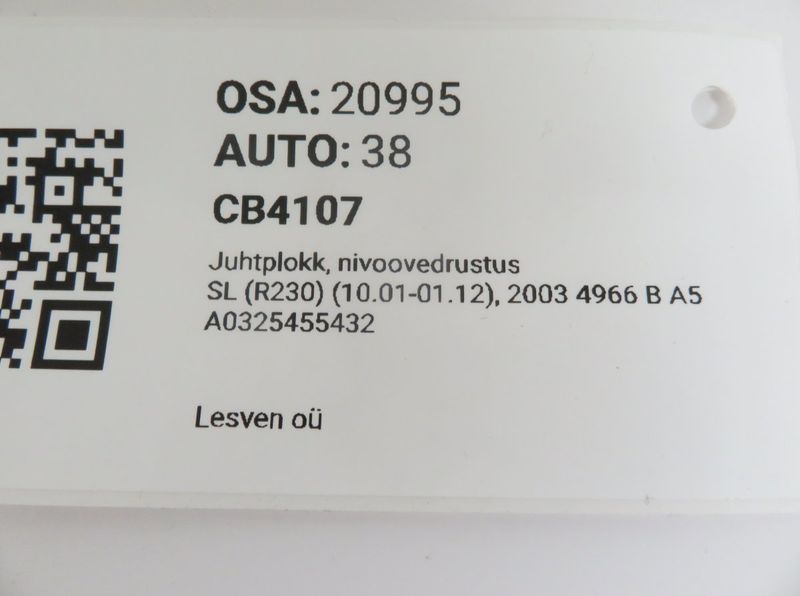 OSA: 20995
AUTO: 38
CB4107
Juhtplokk, nivoovedrustus
SL (R230) (10.01-01.12), 2003 4966 B A5
A0325455432
Lesven oü